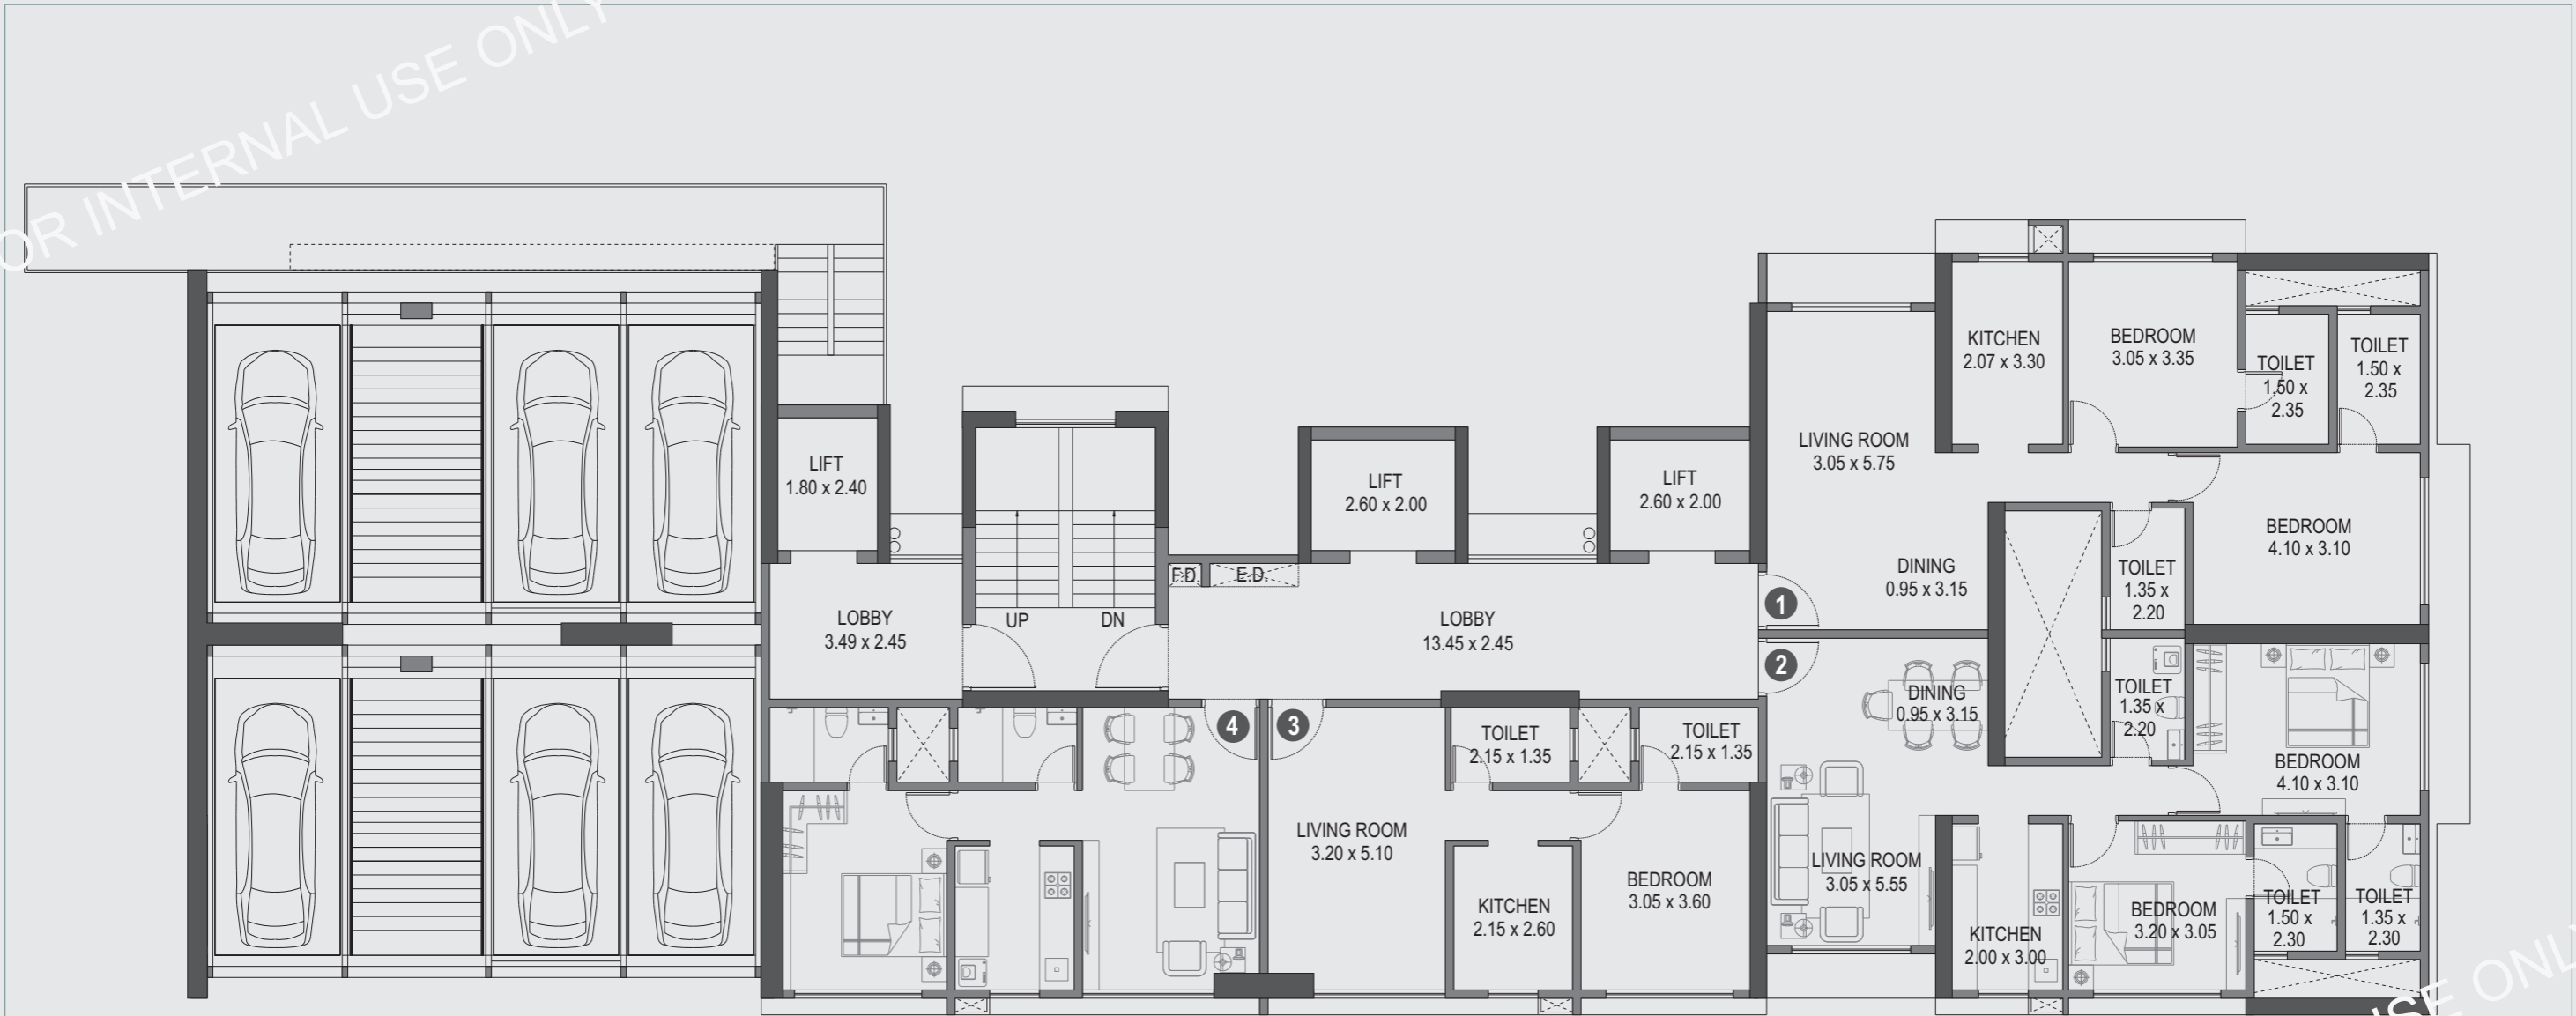 OR INTERNAL USE ONLY
KITCHEN
2.07 x 3.30
BEDROOM
3.05 x 3.35
TOILET
1.50 x
2.35
TOILET
1.50 x
2.35
LIVING ROOM
3.05 x 5.75
LIFT
1.80 x 2.40
LIFT
2.60 x 2.00
LIFT
2.60 x 2.00
BEDROOM
4.10 x 3.10
DINING
0.95 x 3.15
TOILET
1.35 x
2.20
F.D.
E.D.
LOBBY
3.49 x 2.45
UP
DN
LOBBY
13.45 x 2.45
1
2
DINING
0.95 x 3.15
TOILET
1.35 x
2.20
BEDROOM
4.10 x 3.10
4
3
TOILET
2.15 x 1.35
TOILET
2.15 x 1.35
LIVING ROOM
3.20 x 5.10
LIVING ROOM
3.05 x 5.55
BEDROOM
3.05 x 3.60
KITCHEN
2.15 x 2.60
KITCHEN
2.00 x 3.00
BEDROOM
3.20 x 3.05
TOILET
1.50 x
2.30
TOILET
1.35 x
2.30
USE ONLY